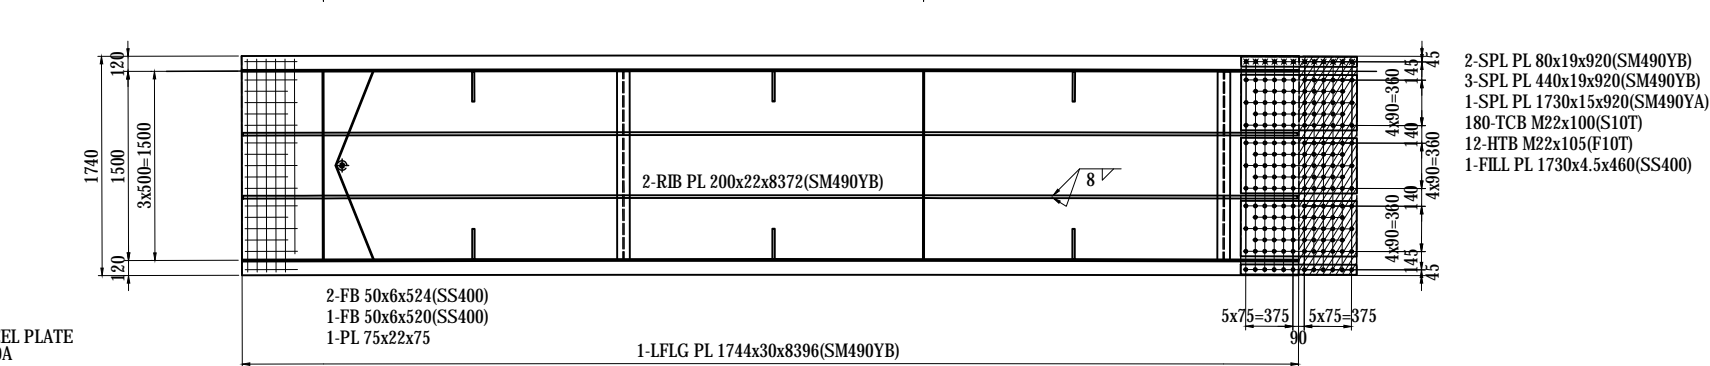 120
1740
1500
3x500=1500
120
2-RIB PL 200x22x8372(SM490YB)
8
45
145
4x90=360
140
4x90=360
140
4x90=360
145
45
2-SPL PL 80x19x920(SM490YB)
3-SPL PL 440x19x920(SM490YB)
1-SPL PL 1730x15x920(SM490YA)
180-TCB M22x100(S10T)
12-HTB M22x105(F10T)
1-FILL PL 1730x4.5x460(SS400)
2-FB 50x6x524(SS400)
1-FB 50x6x520(SS400)
1-PL 75x22x75
5x75=375
5x75=375
90
EL PLATE
0A
1-LFLG PL 1744x30x8396(SM490YB)